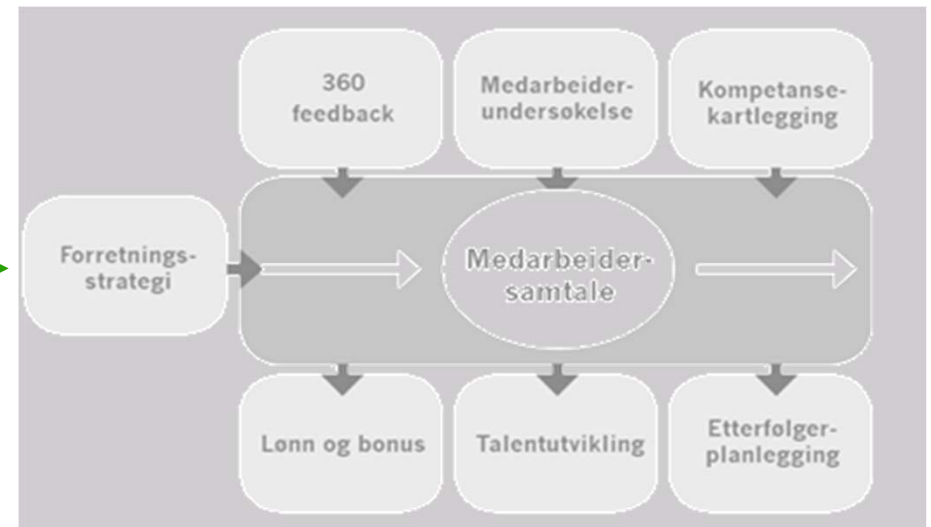 360
feedback
Medarbeider-
undersøkelse
Kompetanse-
kartlegging
Forretnings-
strategi
Medarbeider-
samtale
Lønn og bonus
Talentutvikling
Etterfølger-
planlegging